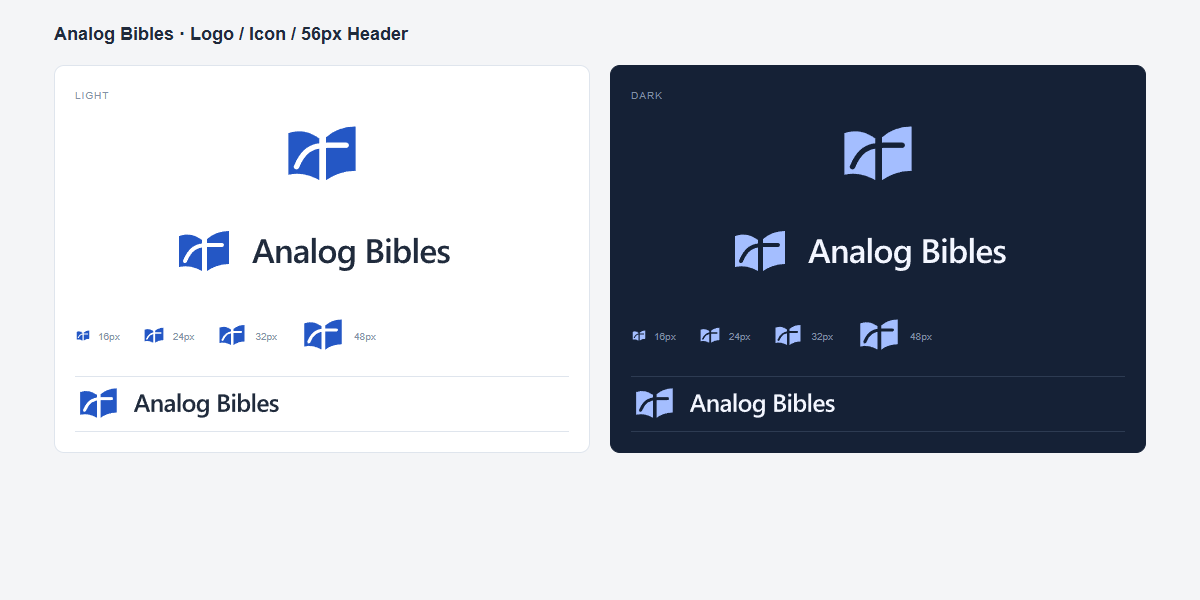 Analog Bibles · Logo / Icon / 56px Header
LIGHT
Analog Bibles
16px 24px 32px 48px
Analog Bibles
DARK
Analog Bibles
16px 24px 32px 48px
Analog Bibles